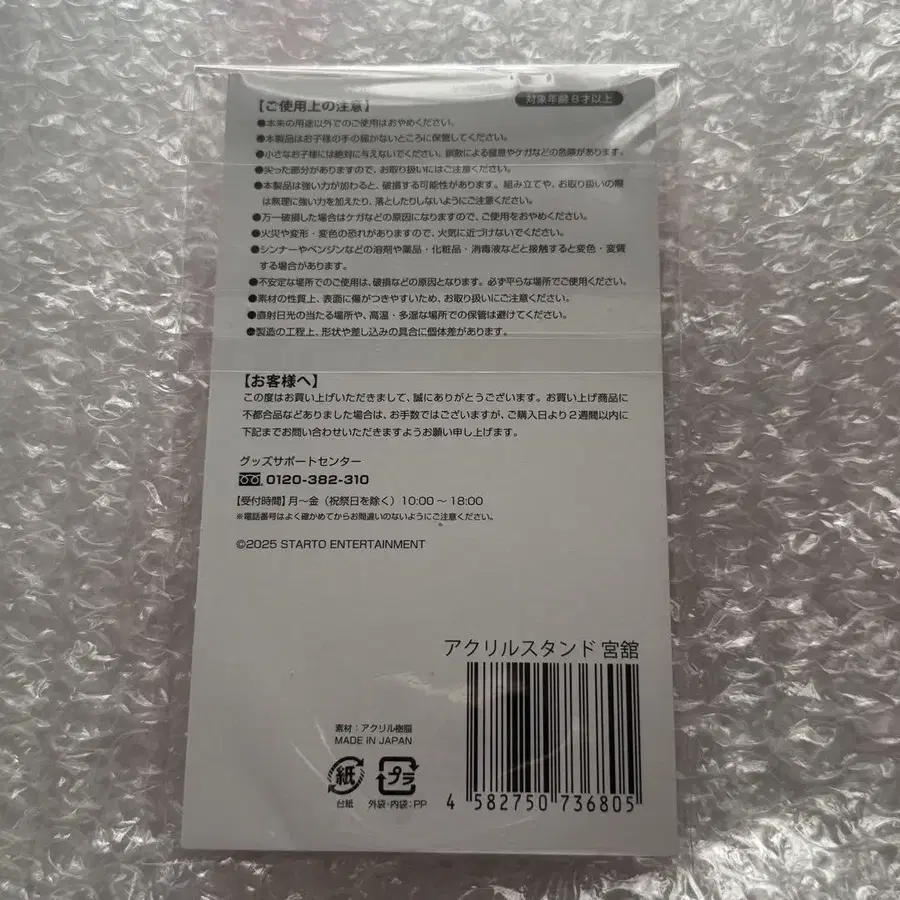 【ご使用上の注意】
対象年齢8才以上
●本来の用途以外でのご使用はおやめください。
●本製品はお子様の手の届かないところに保管してください。
●小さなお子様には絶対に与えないでください。誤飲による窒息やケガなどの危険があります。
●尖った部分がありますので、お取り扱いにはご注意ください。
●本製品は強い力が加わると、破損する可能性があります。組み立てや、お取り扱いの際
は無理に強い力を加えたり、落としたりしないようにご注意ください。
●万一破損した場合はケガなどの原因になりますので、ご使用をおやめください。
●火災や変形・変色の恐れがありますので、火気に近づけないでください。
●シンナーやベンジンなどの溶剤や薬品・化粧品・消毒液などと接触すると変色・変質
する場合があります。
●不安定な場所でのご使用は、破損などの原因となります。必ず平らな場所でご使用ください。
●素材の性質上、表面に傷がつきやすいため、お取り扱いにご注意ください。
●直射日光の当たる場所や、高温・多湿な場所での保管は避けてください。
●製造の工程上、形状や差し込みの具合に個体差があります。
【お客様へ】
この度はお買い上げいただきまして、誠にありがとうございます。お買い上げ商品に
不都合品などありました場合は、お手数ではございますが、ご購入日より2週間以内に
下記までお問い合わせいただきますようお願い申し上げます。
グッズサポートセンター
0120-382-310
【受付時間】月～金（祝祭日を除く）10:00～18:00
※電話番号はよく確かめてからお間違いのないようにご注意ください。
©2025 STARTO ENTERTAINMENT
アクリルスタンド 宮舘
素材：アクリル樹脂
MADE IN JAPAN
紙
台紙
プラ
外袋・内袋：PP
4 582750 736805